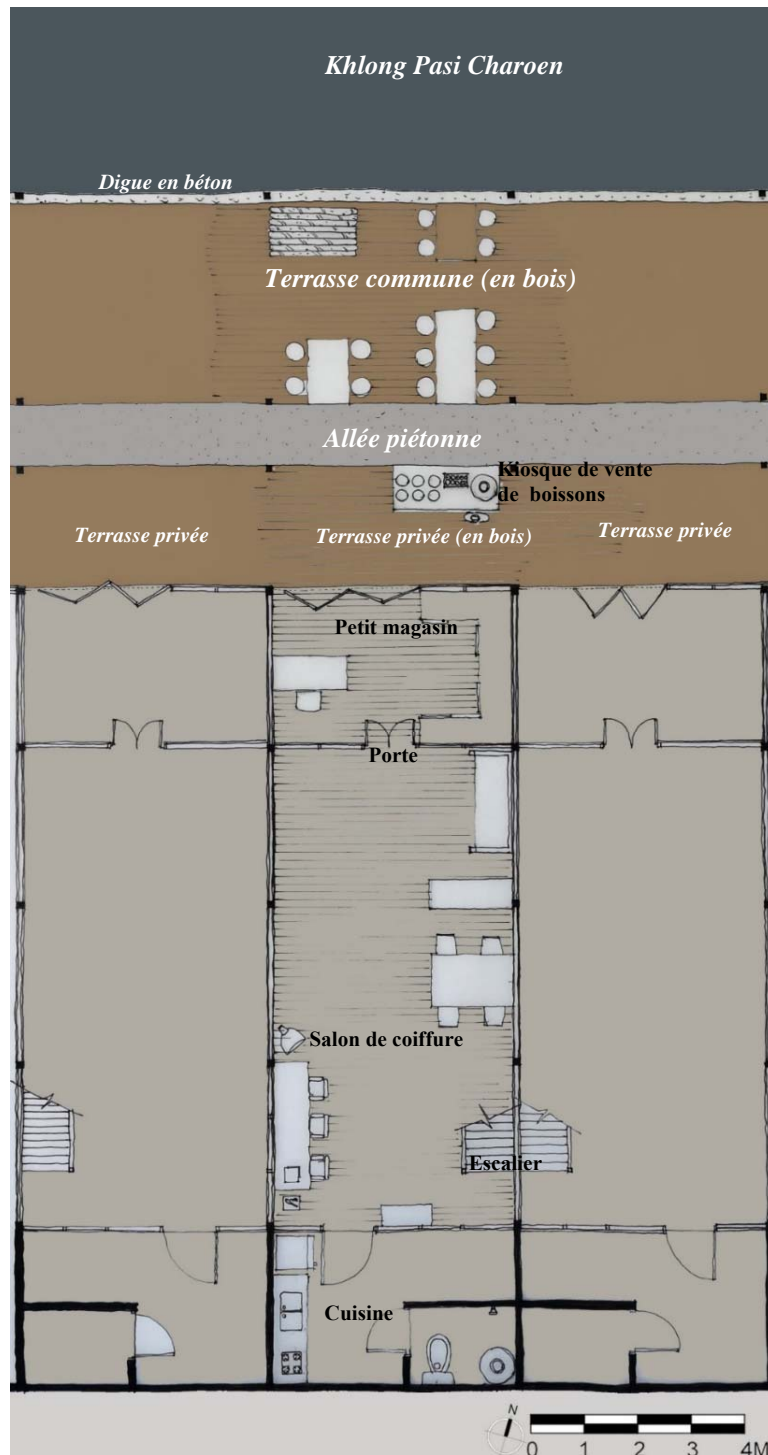 Khlong Pasi Charoen
Digue en béton
Terrasse commune (en bois)
Allée piétonne
Kiosque de vente
de boissons
Terrasse privée
Terrasse privée (en bois)
Terrasse privée
Petit magasin
Porte
Salon de coiffure
Escalier
Cuisine
N
0 1 2 3 4M